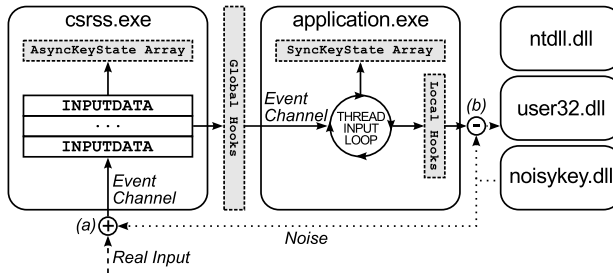 csrss.exe
AsyncKeyState Array
INPUTDATA
...
INPUTDATA
Event
Channel
(a)
+
Real Input
Global Hooks
application.exe
SyncKeyState Array
Event
Channel
THREAD
INPUT
LOOP
Local Hooks
(b)
-
Noise
ntdll.dll
user32.dll
noisykey.dll